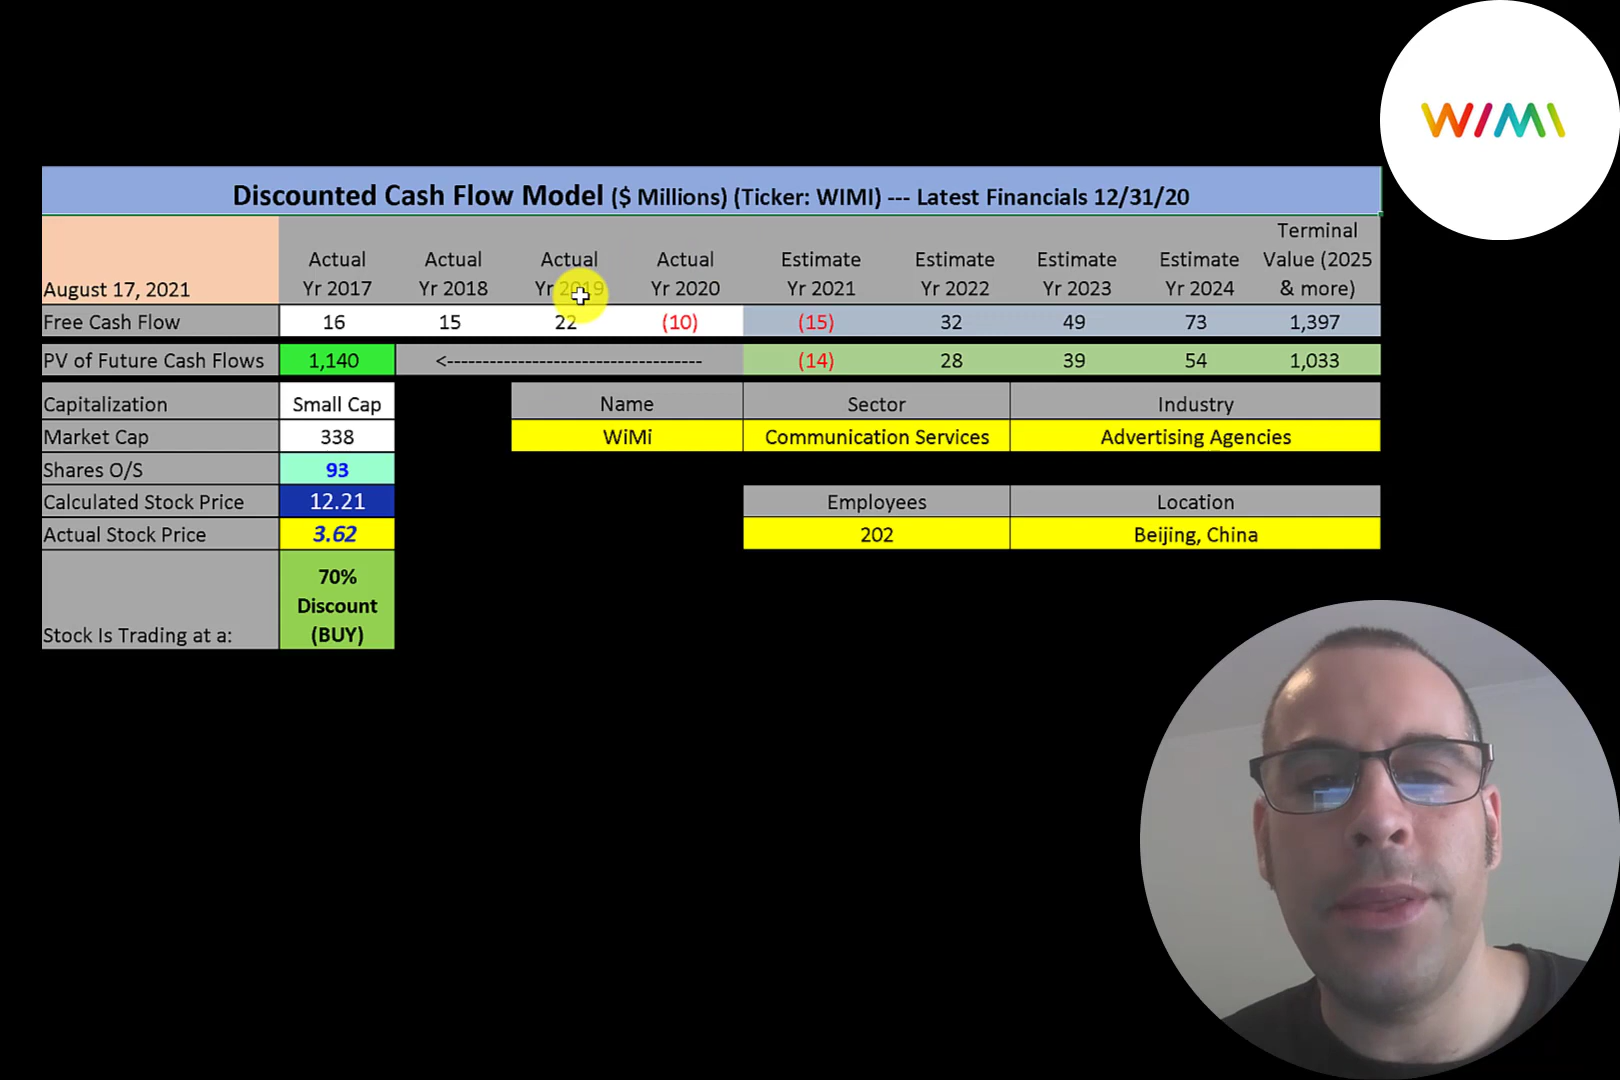 WIMI
Discounted Cash Flow Model ($ Millions) (Ticker: WIMI) --- Latest Financials 12/31/20
August 17, 2021 Actual Yr 2017 Actual Yr 2018 Actual Yr 2019 Actual Yr 2020 Estimate Yr 2021 Estimate Yr 2022 Estimate Yr 2023 Estimate Yr 2024 Terminal Value (2025 & more)
Free Cash Flow 16 15 22 (10) (15) 32 49 73 1,397
PV of Future Cash Flows 1,140 <------------------------------------ (14) 28 39 54 1,033
Capitalization Small Cap Name Sector Industry
Market Cap 338 WiMi Communication Services Advertising Agencies
Shares O/S 93
Calculated Stock Price 12.21 Employees Location
Actual Stock Price 3.62 202 Beijing, China
70%
Discount
Stock Is Trading at a: (BUY)